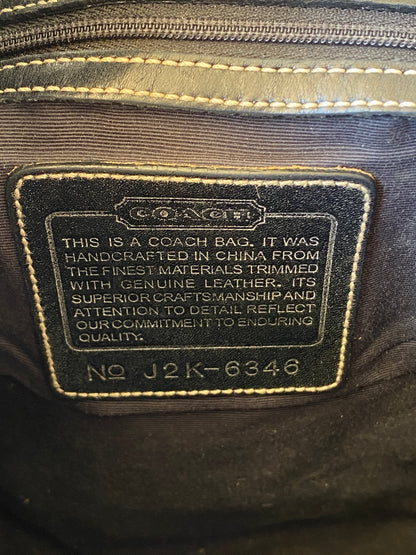 COACH
THIS IS A COACH BAG. IT WAS
HANDCRAFTED IN CHINA FROM
THE FINEST MATERIALS TRIMMED
WITH GENUINE LEATHER. ITS
SUPERIOR CRAFTSMANSHIP AND
ATTENTION TO DETAIL REFLECT
OUR COMMITMENT TO ENDURING
QUALITY.
No J2K-6346